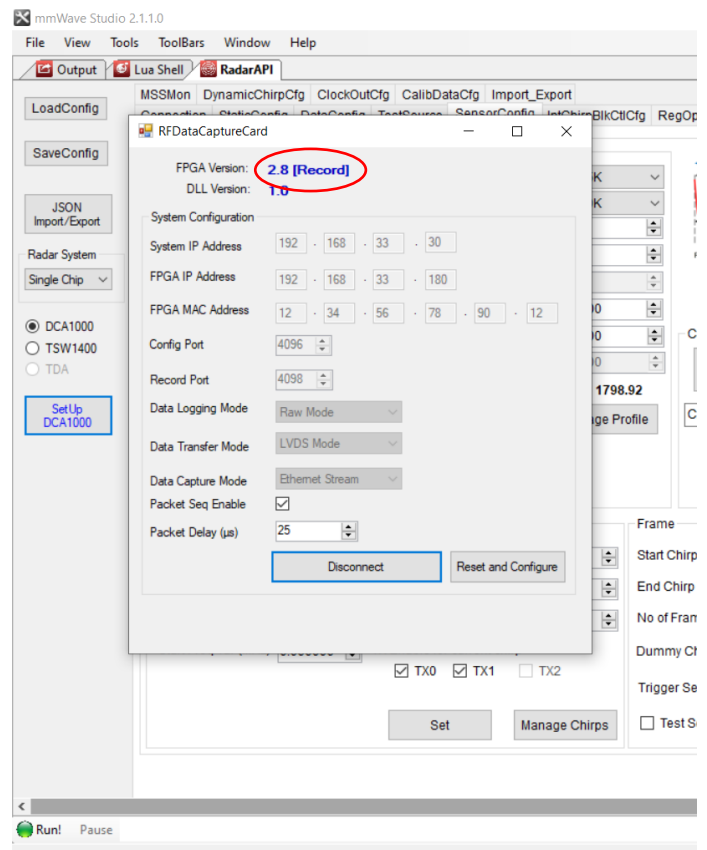 mmWave Studio 2.1.1.0
File View Tools ToolBars Window Help
Output Lua Shell RadarAPI
MSSMon DynamicChirpCfg ClockOutCfg CalibDataCfg Import_Export
LoadConfig
Connection StaticConfig DataConfig TestSource SensorConfig IntChirpBlkCtlCfg RegOp
RFDataCaptureCard
SaveConfig
FPGA Version: 2.8 [Record]
DLL Version: 1.0
JSON
Import/Export
System Configuration
System IP Address 192 . 168 . 33 . 30
Radar System
Single Chip
FPGA IP Address 192 . 168 . 33 . 180
FPGA MAC Address 12 . 34 . 56 . 78 . 90 . 12
DCA1000
TSW1400
TDA
Config Port 4096
Record Port 4098
1798.92
SetUp
DCA1000
Data Logging Mode Raw Mode
Data Transfer Mode LVDS Mode
Data Capture Mode Ethernet Stream
Packet Seq Enable
Packet Delay (µs) 25
Frame
Disconnect Reset and Configure
Start Chirp
End Chirp
No of Fram
Dummy Ch
TX0 TX1 TX2
Trigger Se
Set Manage Chirps Test S
Run! Pause